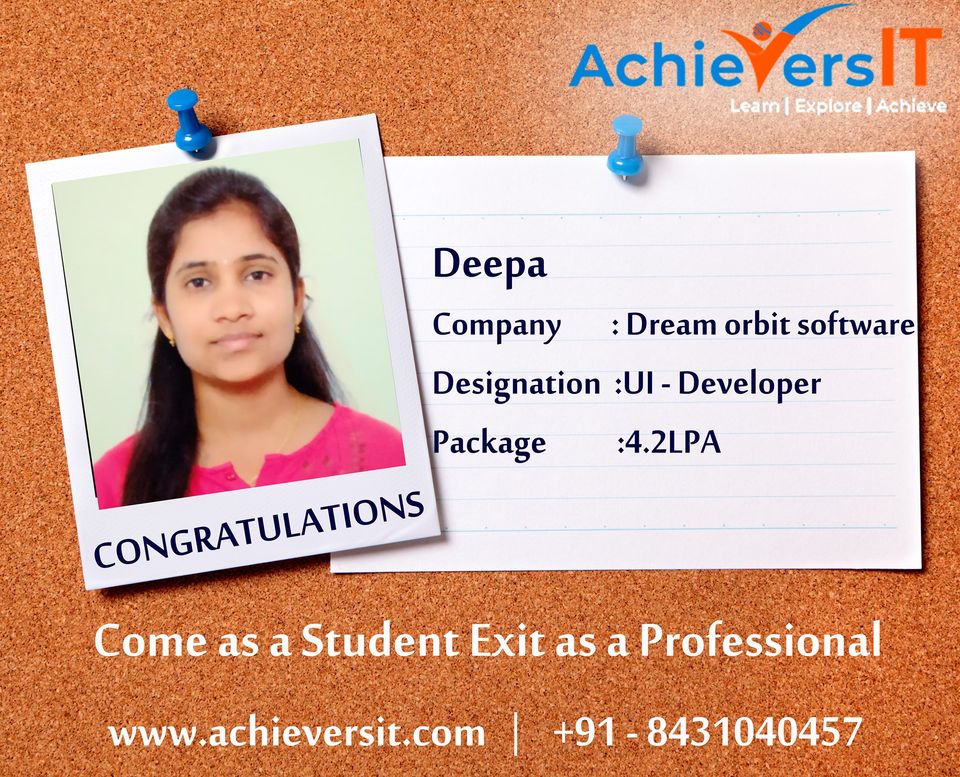 AchieVersIT
Learn | Explore | Achieve
Deepa
Company : Dream orbit software
Designation :UI - Developer
Package :4.2LPA
CONGRATULATIONS
Come as a Student Exit as a Professional
www.achieversit.com | +91 - 8431040457